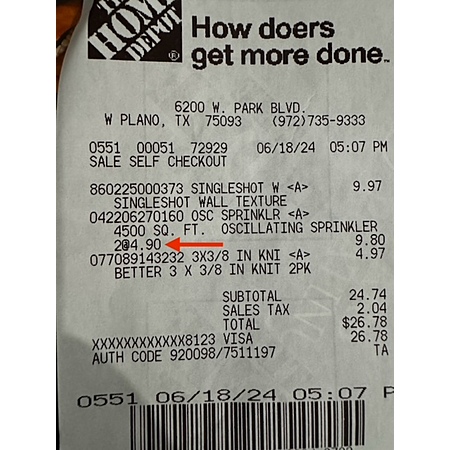 THE
HOME
DEPOT
How doers
get more done.
6200 W. PARK BLVD.
W PLANO, TX 75093 (972)735-9333
0551 00051 72929 06/18/24 05:07 PM
SALE SELF CHECKOUT
860225000373 SINGLESHOT W <A> 9.97
SINGLESHOT WALL TEXTURE
042206270160 OSC SPRINKLR <A>
4500 SQ. FT. OSCILLATING SPRINKLER
2@4.90 9.80
077089143232 3X3/8 IN KNI <A> 4.97
BETTER 3 X 3/8 IN KNIT 2PK
SUBTOTAL 24.74
SALES TAX 2.04
TOTAL $26.78
XXXXXXXXXXXX8123 VISA 26.78
AUTH CODE 920098/7511197 TA
0551 06/18/24 05:07 P